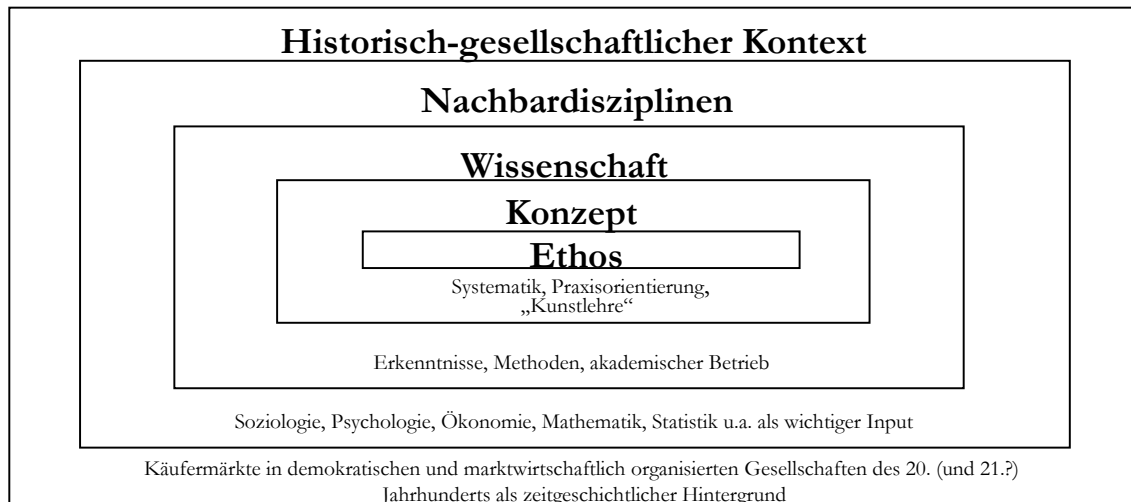 Historisch-gesellschaftlicher Kontext
Nachbardisziplinen
Wissenschaft
Konzept
Ethos
Systematik, Praxisorientierung,
„Kunstlehre“
Erkenntnisse, Methoden, akademischer Betrieb
Soziologie, Psychologie, Ökonomie, Mathematik, Statistik u.a. als wichtiger Input
Käufermärkte in demokratischen und marktwirtschaftlich organisierten Gesellschaften des 20. (und 21.?)
Jahrhunderts als zeitgeschichtlicher Hintergrund